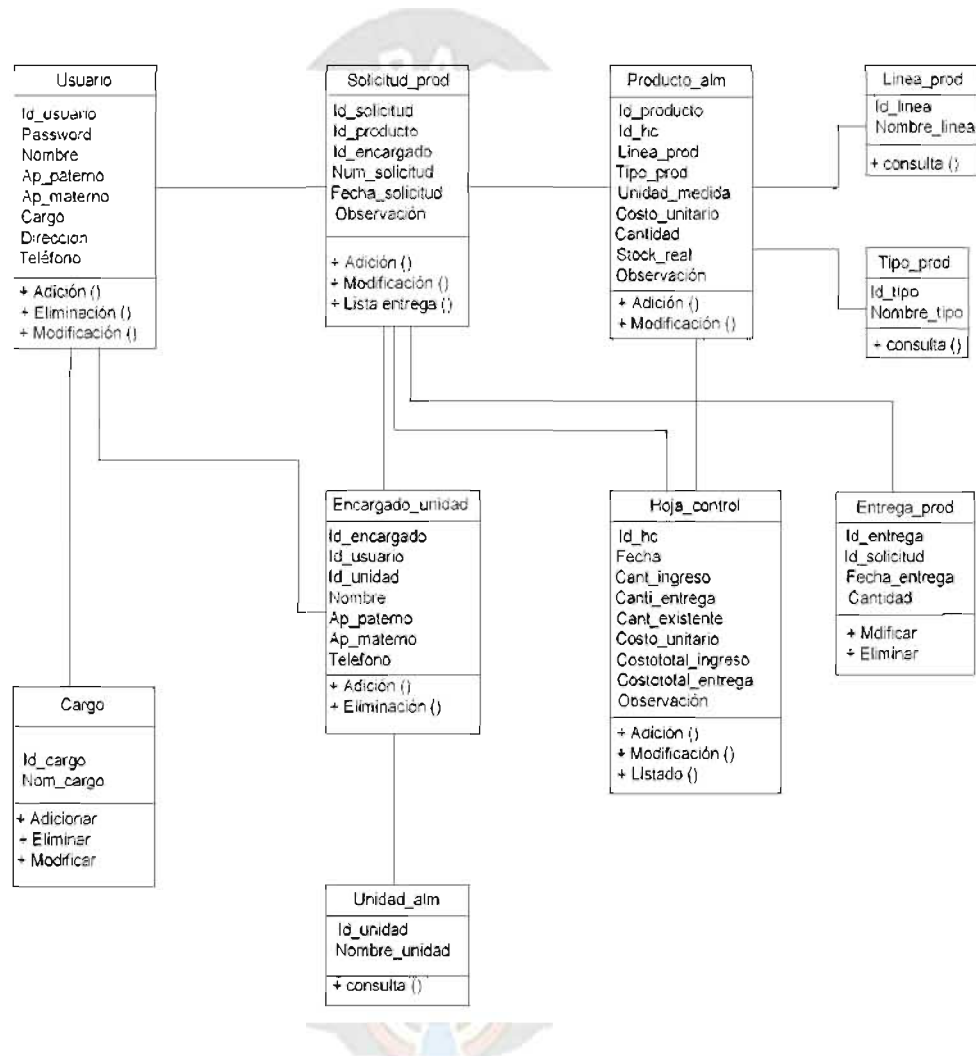 Usuario
Id_usuario
Password
Nombre
Ap_paterno
Ap_materno
Cargo
Dirección
Teléfono
+ Adición ()
+ Eliminación ()
+ Modificación ()
Solicitud_prod
Id_solicitud
Id_producto
Id_encargado
Num_solicitud
Fecha_solicitud
Observación
+ Adición ()
+ Modificación ()
+ Lista entrega ()
Producto_alm
Id_producto
Id_hc
Linea_prod
Tipo_prod
Unidad_medida
Costo_unitario
Cantidad
Stock_real
Observación
+ Adición ()
+ Modificación ()
Linea_prod
Id_linea
Nombre_linea
+ consulta ()
Tipo_prod
Id_tipo
Nombre_tipo
+ consulta ()
Encargado_unidad
Id_encargado
Id_usuario
Id_unidad
Nombre
Ap_paterno
Ap_materno
Telefono
+ Adición ()
+ Eliminación ()
Hoja_control
Id_hc
Fecha
Cant_ingreso
Canti_entrega
Cant_existente
Costo_unitario
Costototal_ingreso
Costototal_entrega
Observación
+ Adición ()
+ Modificación ()
+ Listado ()
Entrega_prod
Id_entrega
Id_solicitud
Fecha_entrega
Cantidad
+ Mdificar
+ Eliminar
Cargo
Id_cargo
Nom_cargo
+ Adicionar
+ Eliminar
+ Modificar
Unidad_alm
Id_unidad
Nombre_unidad
+ consulta ()